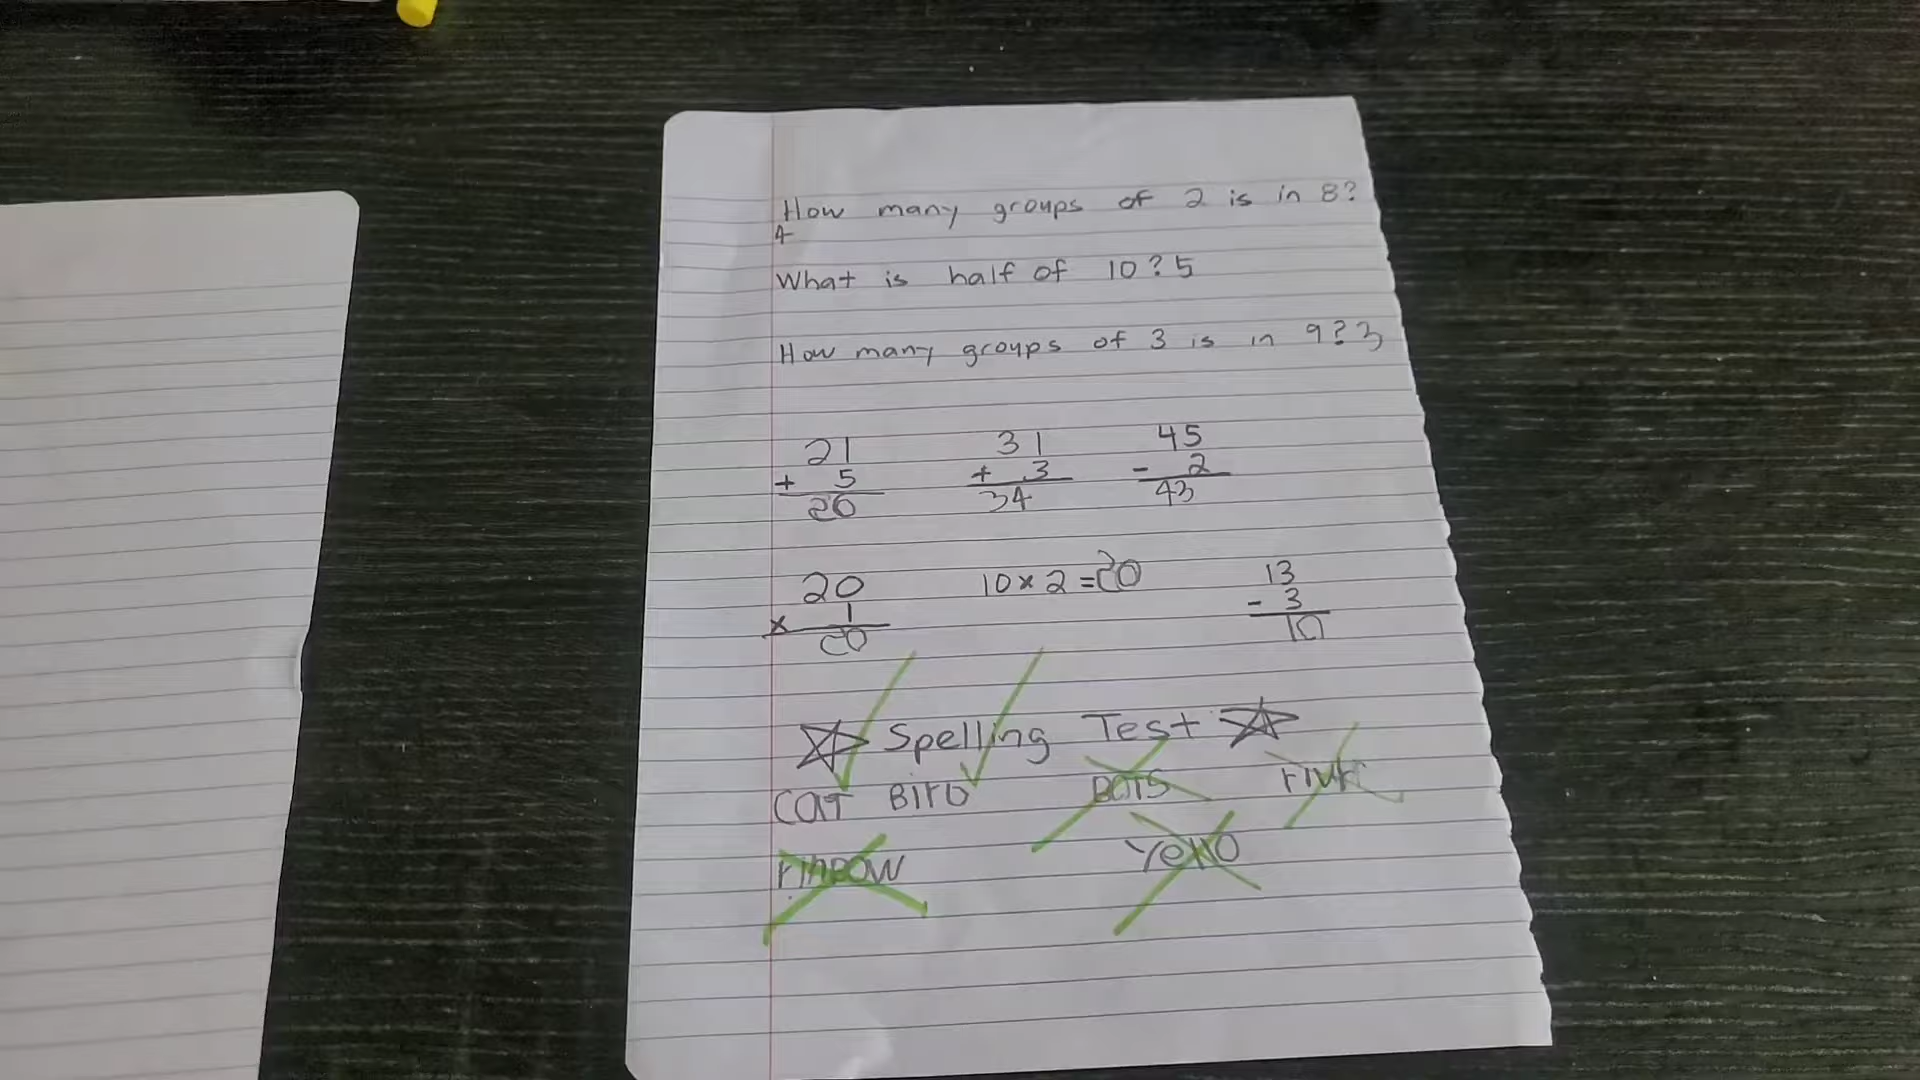 How many groups of 2 is in 8?
4
What is half of 10? 5
How many groups of 3 is in 9? 3
21 31 45
+ 5 + 3 - 2
26 34 43
20 10 x 2 = 20 13
x 1 - 3
20 10
☆ Spelling Test ☆
CaT BirD
Yello